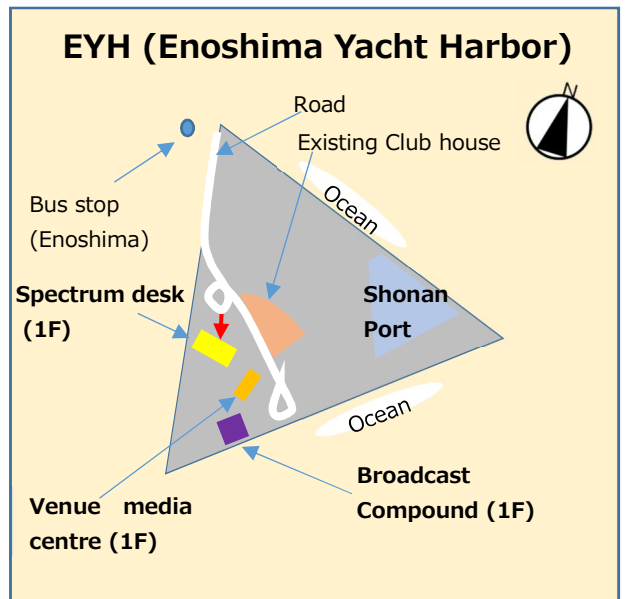 EYH (Enoshima Yacht Harbor)
N
Road
Existing Club house
Ocean
Bus stop
(Enoshima)
Spectrum desk
(1F)
Shonan
Port
Ocean
Broadcast
Compound (1F)
Venue media
centre (1F)